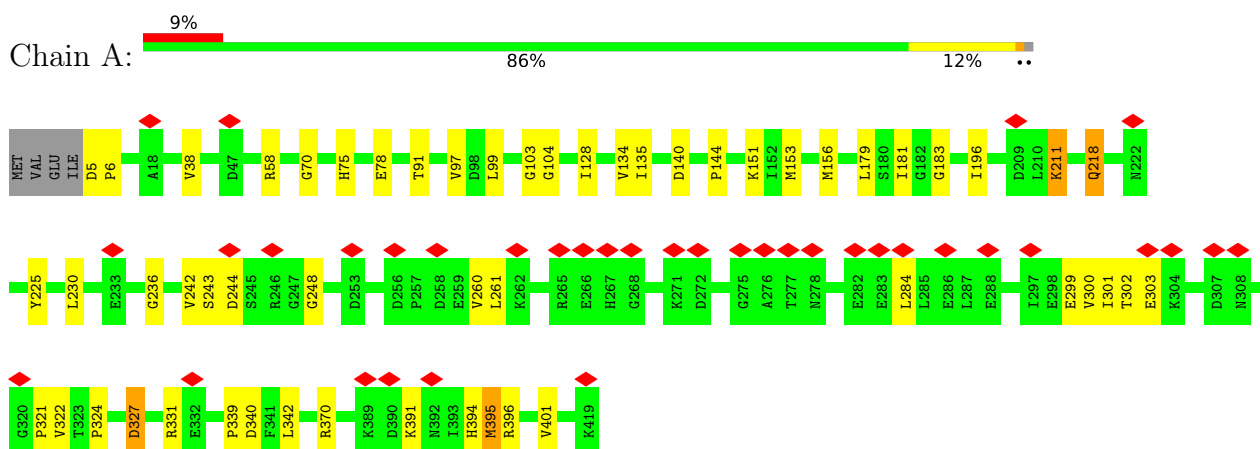 9%
Chain A:
86% 12% ••
MET VAL GLU ILE D5 P6 A18 V38 D47 R58 G70 H75 E78 T91 V97 D98 L99 G103 G104 I128 V134 I135 D140 P144 K151 I152 M153 M156 L179 S180 I181 G182 G183 I196 D209 L210 K211 Q218 N222
Y225 L230 E233 G236 V242 S243 D244 S245 R246 G247 G248 D253 D256 P257 D258 E259 V260 L261 K262 R265 E266 H267 G268 K271 D272 G275 A276 T277 N278 E282 E283 L284 L285 E286 L287 E288 I297 E298 E299 V300 I301 T302 E303 K304 D307 N308
G320 P321 V322 T323 P324 D327 R331 E332 P339 D340 F341 L342 R370 K389 D390 K391 N392 I393 H394 M395 R396 V401 K419